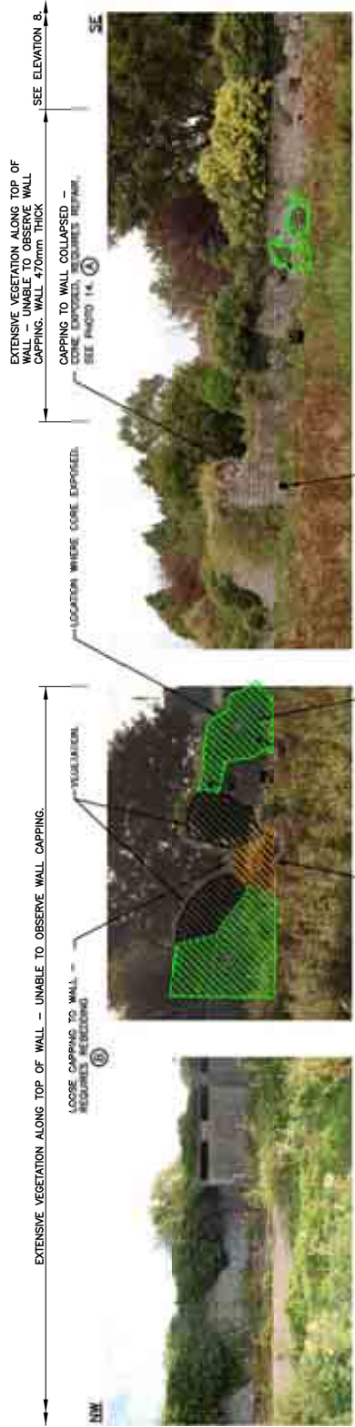 EXTENSIVE VEGETATION ALONG TOP OF WALL – UNABLE TO OBSERVE WALL CAPPING.
EXTENSIVE VEGETATION ALONG TOP OF
WALL – UNABLE TO OBSERVE WALL
CAPPING. WALL 470mm THICK
SEE ELEVATION 8.
NW
LOOSE CAPPING TO WALL –
REQUIRES REBEDDING
B
VEGETATION
LOCATION WHERE CORE EXPOSED.
CAPPING TO WALL COLLAPSED –
CORE EXPOSED, REQUIRES REPAIR.
SEE PHOTO 14. A
SE